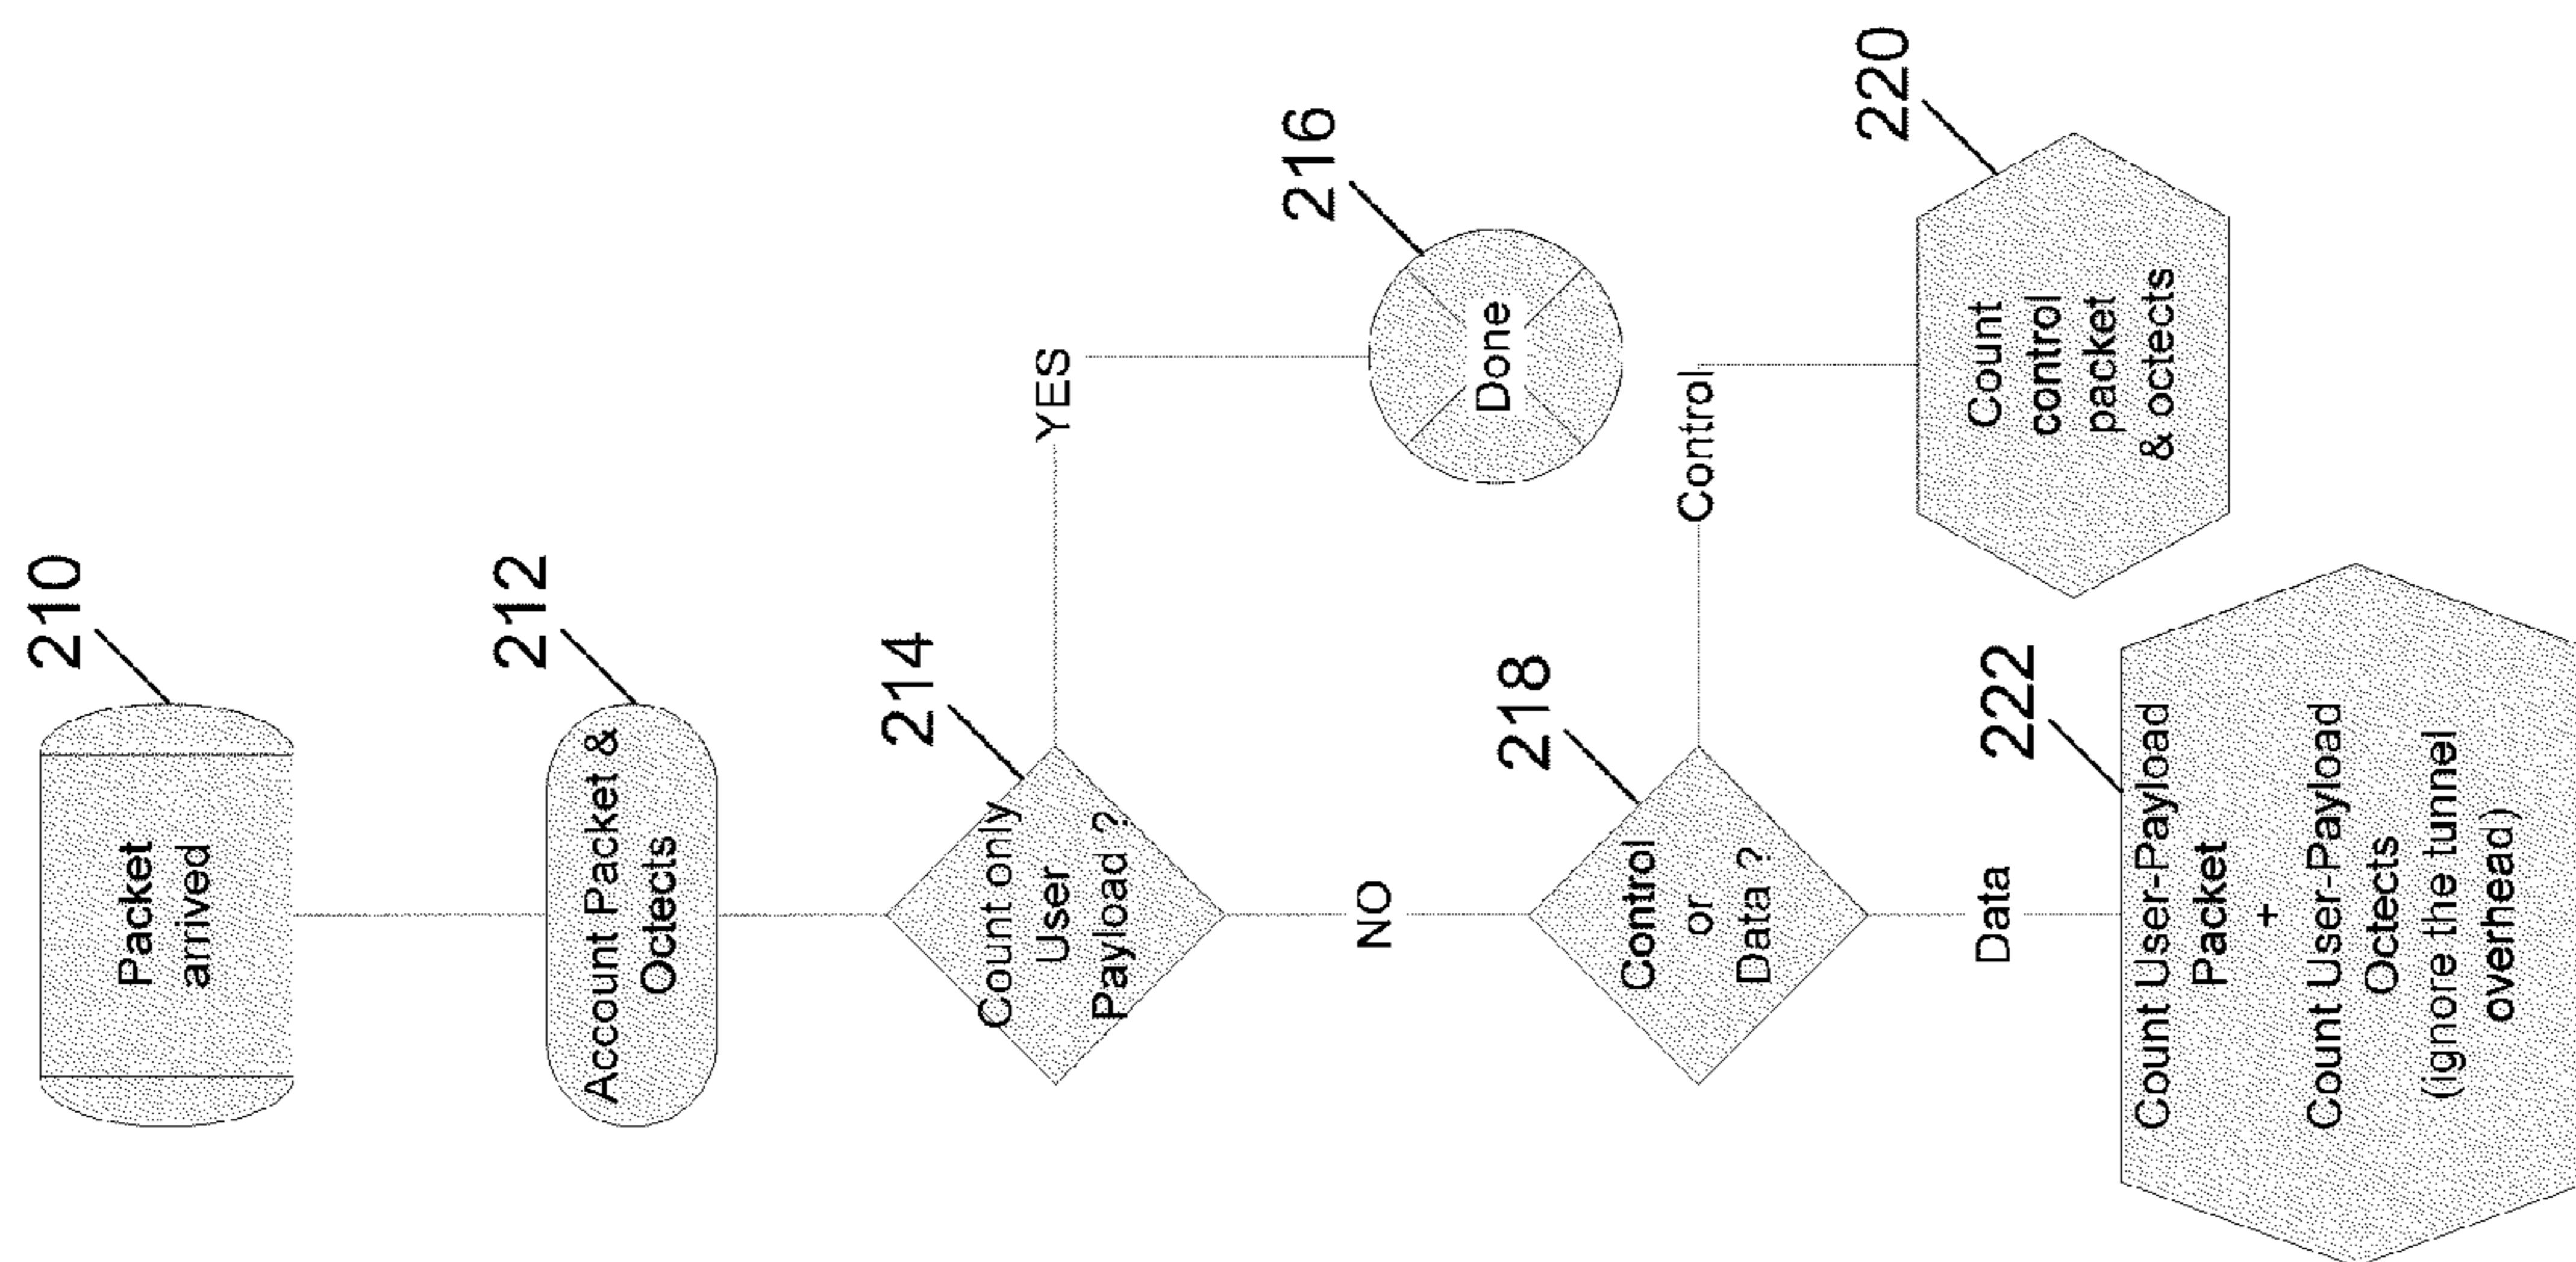 210
Packet
arrived
212
Account Packet &
Octects
214
Count only
User
Payload ?
YES
216
Done
NO
218
Control
or
Data ?
Control
220
Count
control
packet
& octects
Data
222
Count User-Payload
Packet
+
Count User-Payload
Octects
(ignore the tunnel
overhead)